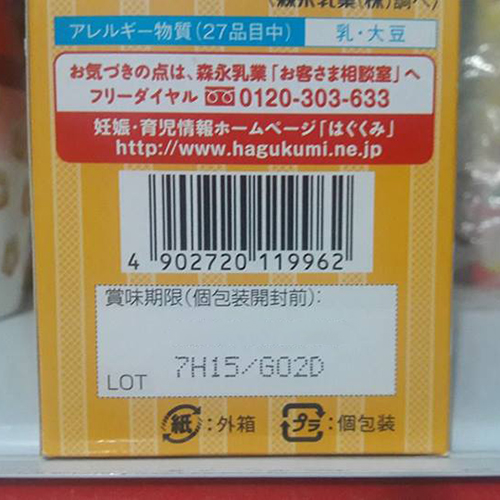 アレルギー物質(27品目中) 乳・大豆
お気づきの点は、森永乳業「お客さま相談室」へ
フリーダイヤル 0120-303-633
妊娠・育児情報ホームページ「はぐくみ」
http://www.hagukumi.ne.jp
4 902720 119962
賞味期限(個包装開封前):
7H15/G02D
LOT
紙:外箱 プラ:個包装